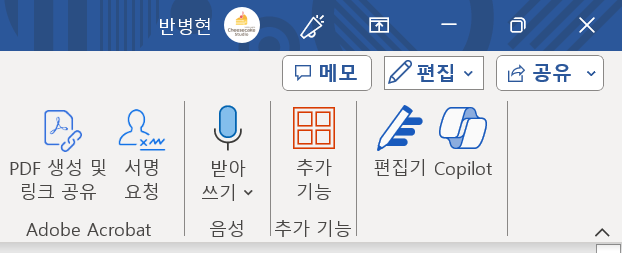 반병현
Cheesecake
Studio
메모
편집
공유
PDF 생성 및
링크 공유
서명
요청
받아
쓰기
추가
기능
편집기
Copilot
Adobe Acrobat
음성
추가 기능